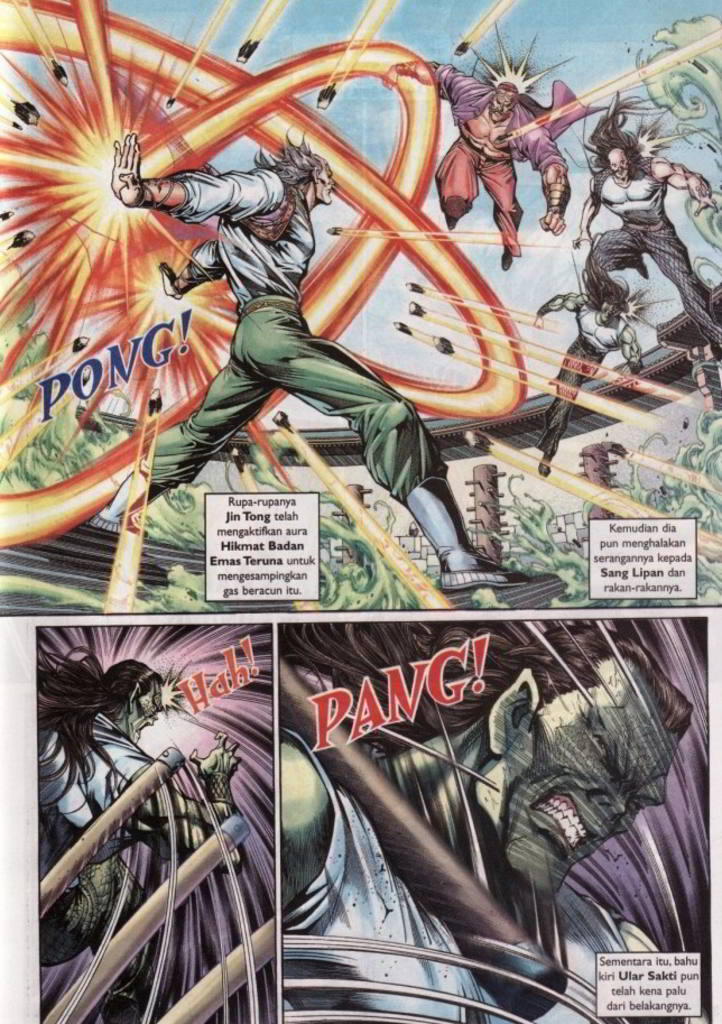 PONG!
Rupa-rupanya
Jin Tong telah
mengaktifkan aura
Hikmat Badan
Emas Teruna untuk
mengesampingkan
gas beracun itu.
Kemudian dia
pun menghalakan
serangannya kepada
Sang Lipan dan
rakan-rakannya.
Hah!
PANG!
Sementara itu, bahu
kiri Ular Sakti pun
telah kena palu
dari belakangnya.